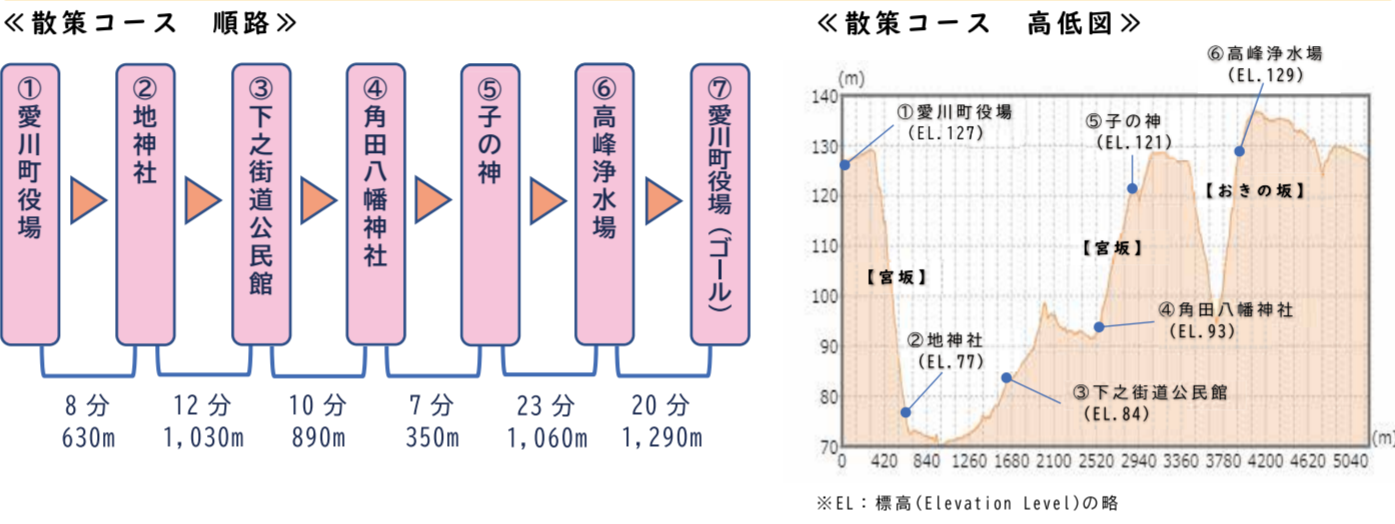 ≪散策コース　順路≫
①愛川町役場
②地神社
③下之街道公民館
④角田八幡神社
⑤子の神
⑥高峰浄水場
⑦愛川町役場（ゴール）
8分
630m
12分
1,030m
10分
890m
7分
350m
23分
1,060m
20分
1,290m
≪散策コース　高低図≫
(m)
140
130
120
110
100
90
80
70
①愛川町役場
(EL.127)
②地神社
(EL.77)
③下之街道公民館
(EL.84)
④角田八幡神社
(EL.93)
⑤子の神
(EL.121)
⑥高峰浄水場
(EL.129)
【宮坂】
【宮坂】
【おきの坂】
0 420 840 1260 1680 2100 2520 2940 3360 3780 4200 4620 5040
(m)
※EL：標高(Elevation Level)の略